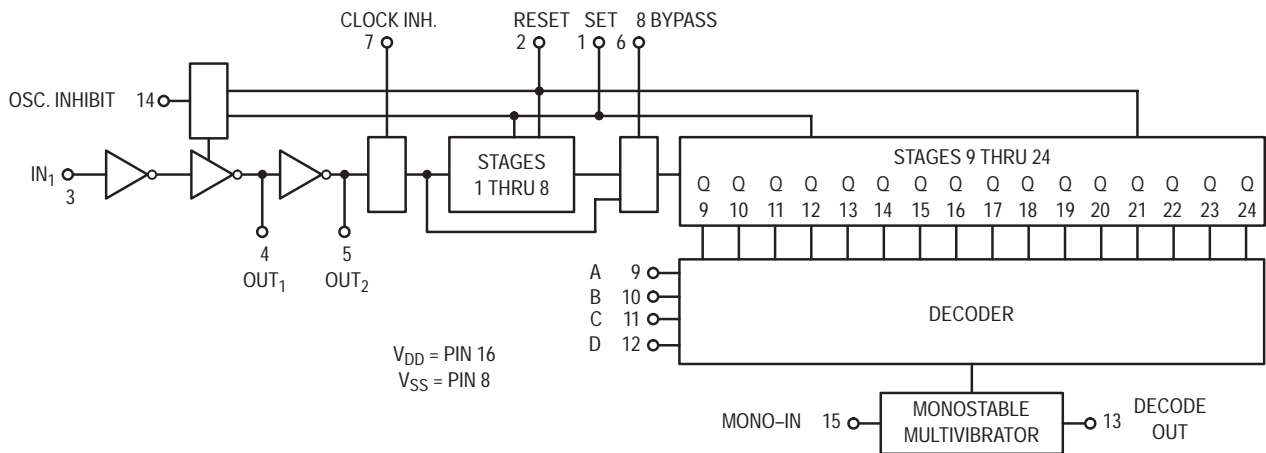 CLOCK INH.
7
RESET
2
SET
1
8 BYPASS
6
OSC. INHIBIT 14
IN1
3
STAGES
1 THRU 8
STAGES 9 THRU 24
Q Q Q Q Q Q Q Q Q Q Q Q Q Q Q Q
9 10 11 12 13 14 15 16 17 18 19 20 21 22 23 24
4
OUT1
5
OUT2
A 9
B 10
C 11
D 12
DECODER
VDD = PIN 16
VSS = PIN 8
MONO–IN 15
MONOSTABLE
MULTIVIBRATOR
13 DECODE
OUT